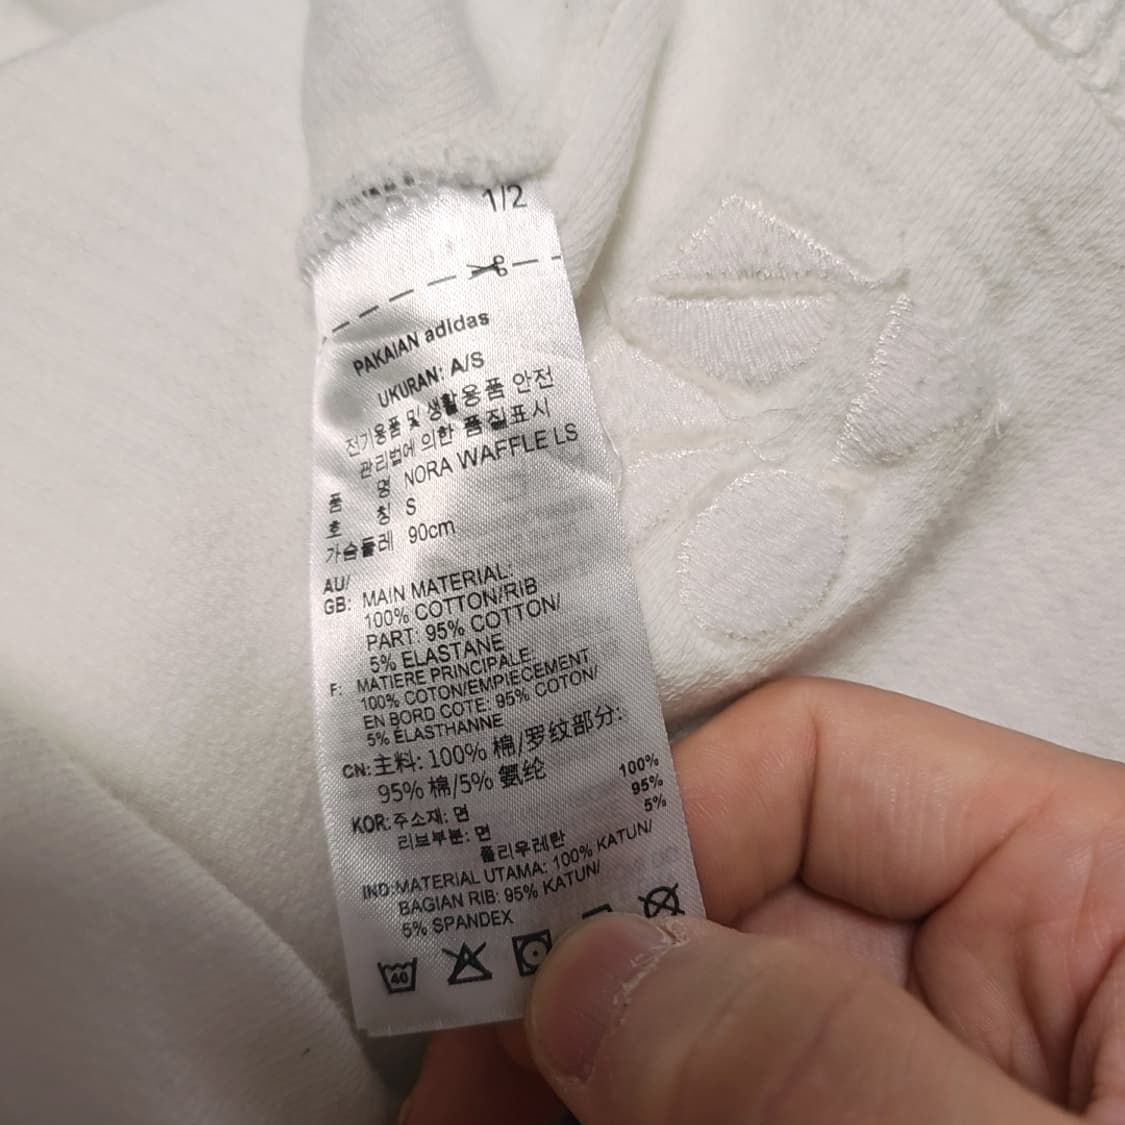 1/2
PAKAIAN adidas
UKURAN: A/S
전기용품 및 생활용품 안전
관리법에 의한 품질표시
품 명 NORA WAFFLE LS
호 칭 S
가슴둘레 90cm
AU/
GB: MAIN MATERIAL:
100% COTTON/RIB
PART: 95% COTTON/
5% ELASTANE
F: MATIERE PRINCIPALE:
100% COTON/EMPIECEMENT
EN BORD COTE: 95% COTON/
5% ÉLASTHANNE
CN: 主料: 100% 棉/罗纹部分:
95% 棉/5% 氨纶
KOR: 주소재: 면 100%
리브부분: 면 95%
폴리우레탄 5%
IND: MATERIAL UTAMA: 100% KATUN/
BAGIAN RIB: 95% KATUN/
5% SPANDEX
40